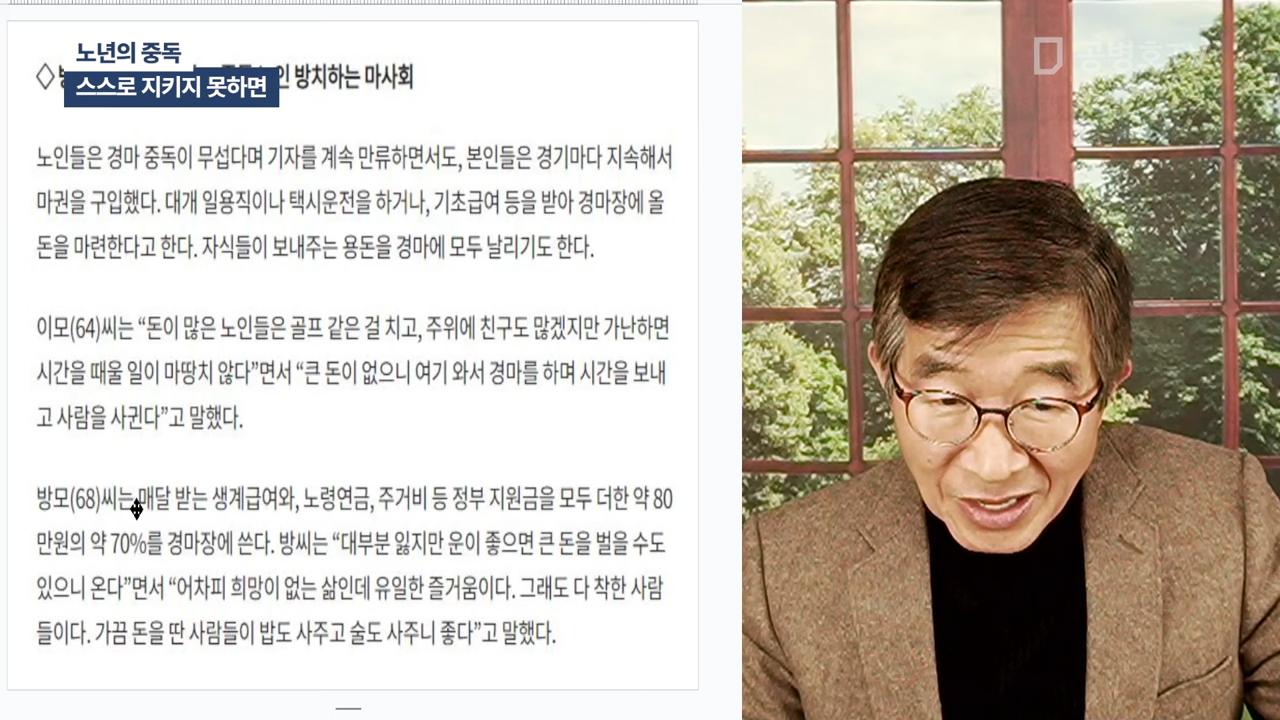 노년의 중독
스스로 지키지 못하면
방치하는 마사회
노인들은 경마 중독이 무섭다며 기자를 계속 만류하면서도, 본인들은 경기마다 지속해서
마권을 구입했다. 대개 일용직이나 택시운전을 하거나, 기초급여 등을 받아 경마장에 올
돈을 마련한다고 한다. 자식들이 보내주는 용돈을 경마에 모두 날리기도 한다.
이모(64)씨는 “돈이 많은 노인들은 골프 같은 걸 치고, 주위에 친구도 많겠지만 가난하면
시간을 때울 일이 마땅치 않다”면서 “큰 돈이 없으니 여기 와서 경마를 하며 시간을 보내
고 사람을 사귄다”고 말했다.
방모(68)씨는 매달 받는 생계급여와, 노령연금, 주거비 등 정부 지원금을 모두 더한 약 80
만원의 약 70%를 경마장에 쓴다. 방씨는 “대부분 잃지만 운이 좋으면 큰 돈을 벌을 수도
있으니 온다”면서 “어차피 희망이 없는 삶인데 유일한 즐거움이다. 그래도 다 착한 사람
들이다. 가끔 돈을 딴 사람들이 밥도 사주고 술도 사주니 좋다”고 말했다.